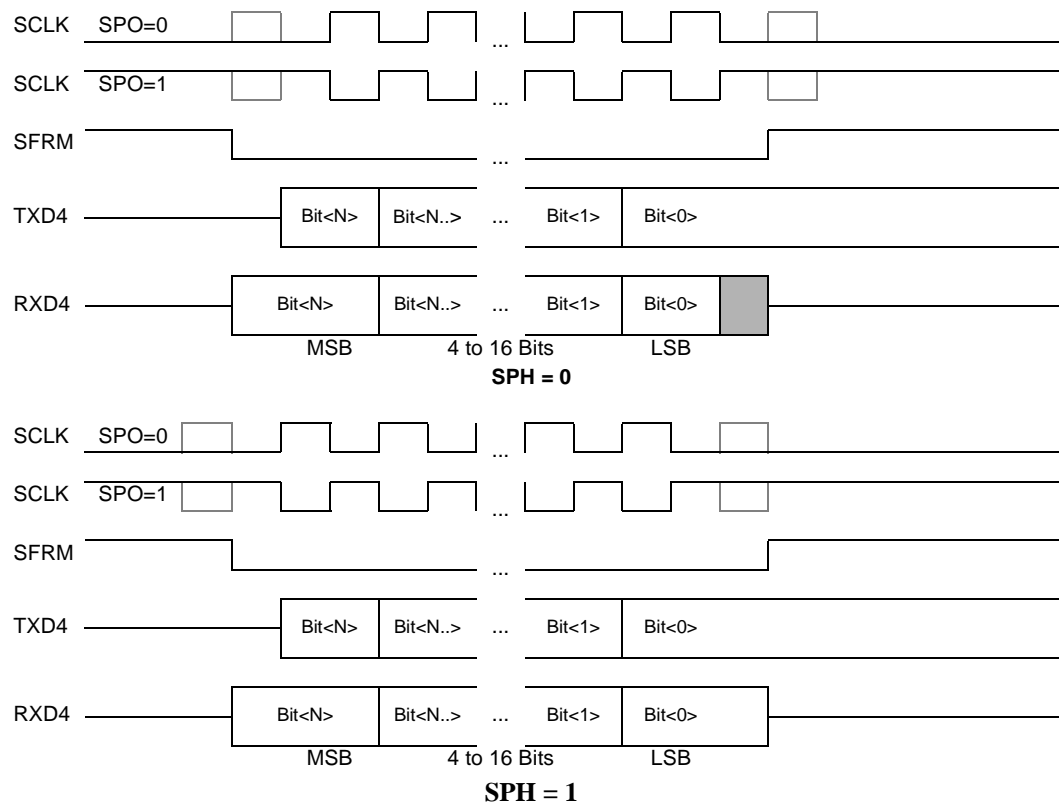 SCLK SPO=0 ...
SCLK SPO=1 ...
SFRM ...
TXD4 Bit<N> Bit<N..> ... Bit<1> Bit<0>
RXD4 Bit<N> Bit<N..> ... Bit<1> Bit<0>
MSB 4 to 16 Bits LSB
SPH = 0
SCLK SPO=0 ...
SCLK SPO=1 ...
SFRM ...
TXD4 Bit<N> Bit<N..> ... Bit<1> Bit<0>
RXD4 Bit<N> Bit<N..> ... Bit<1> Bit<0>
MSB 4 to 16 Bits LSB
SPH = 1